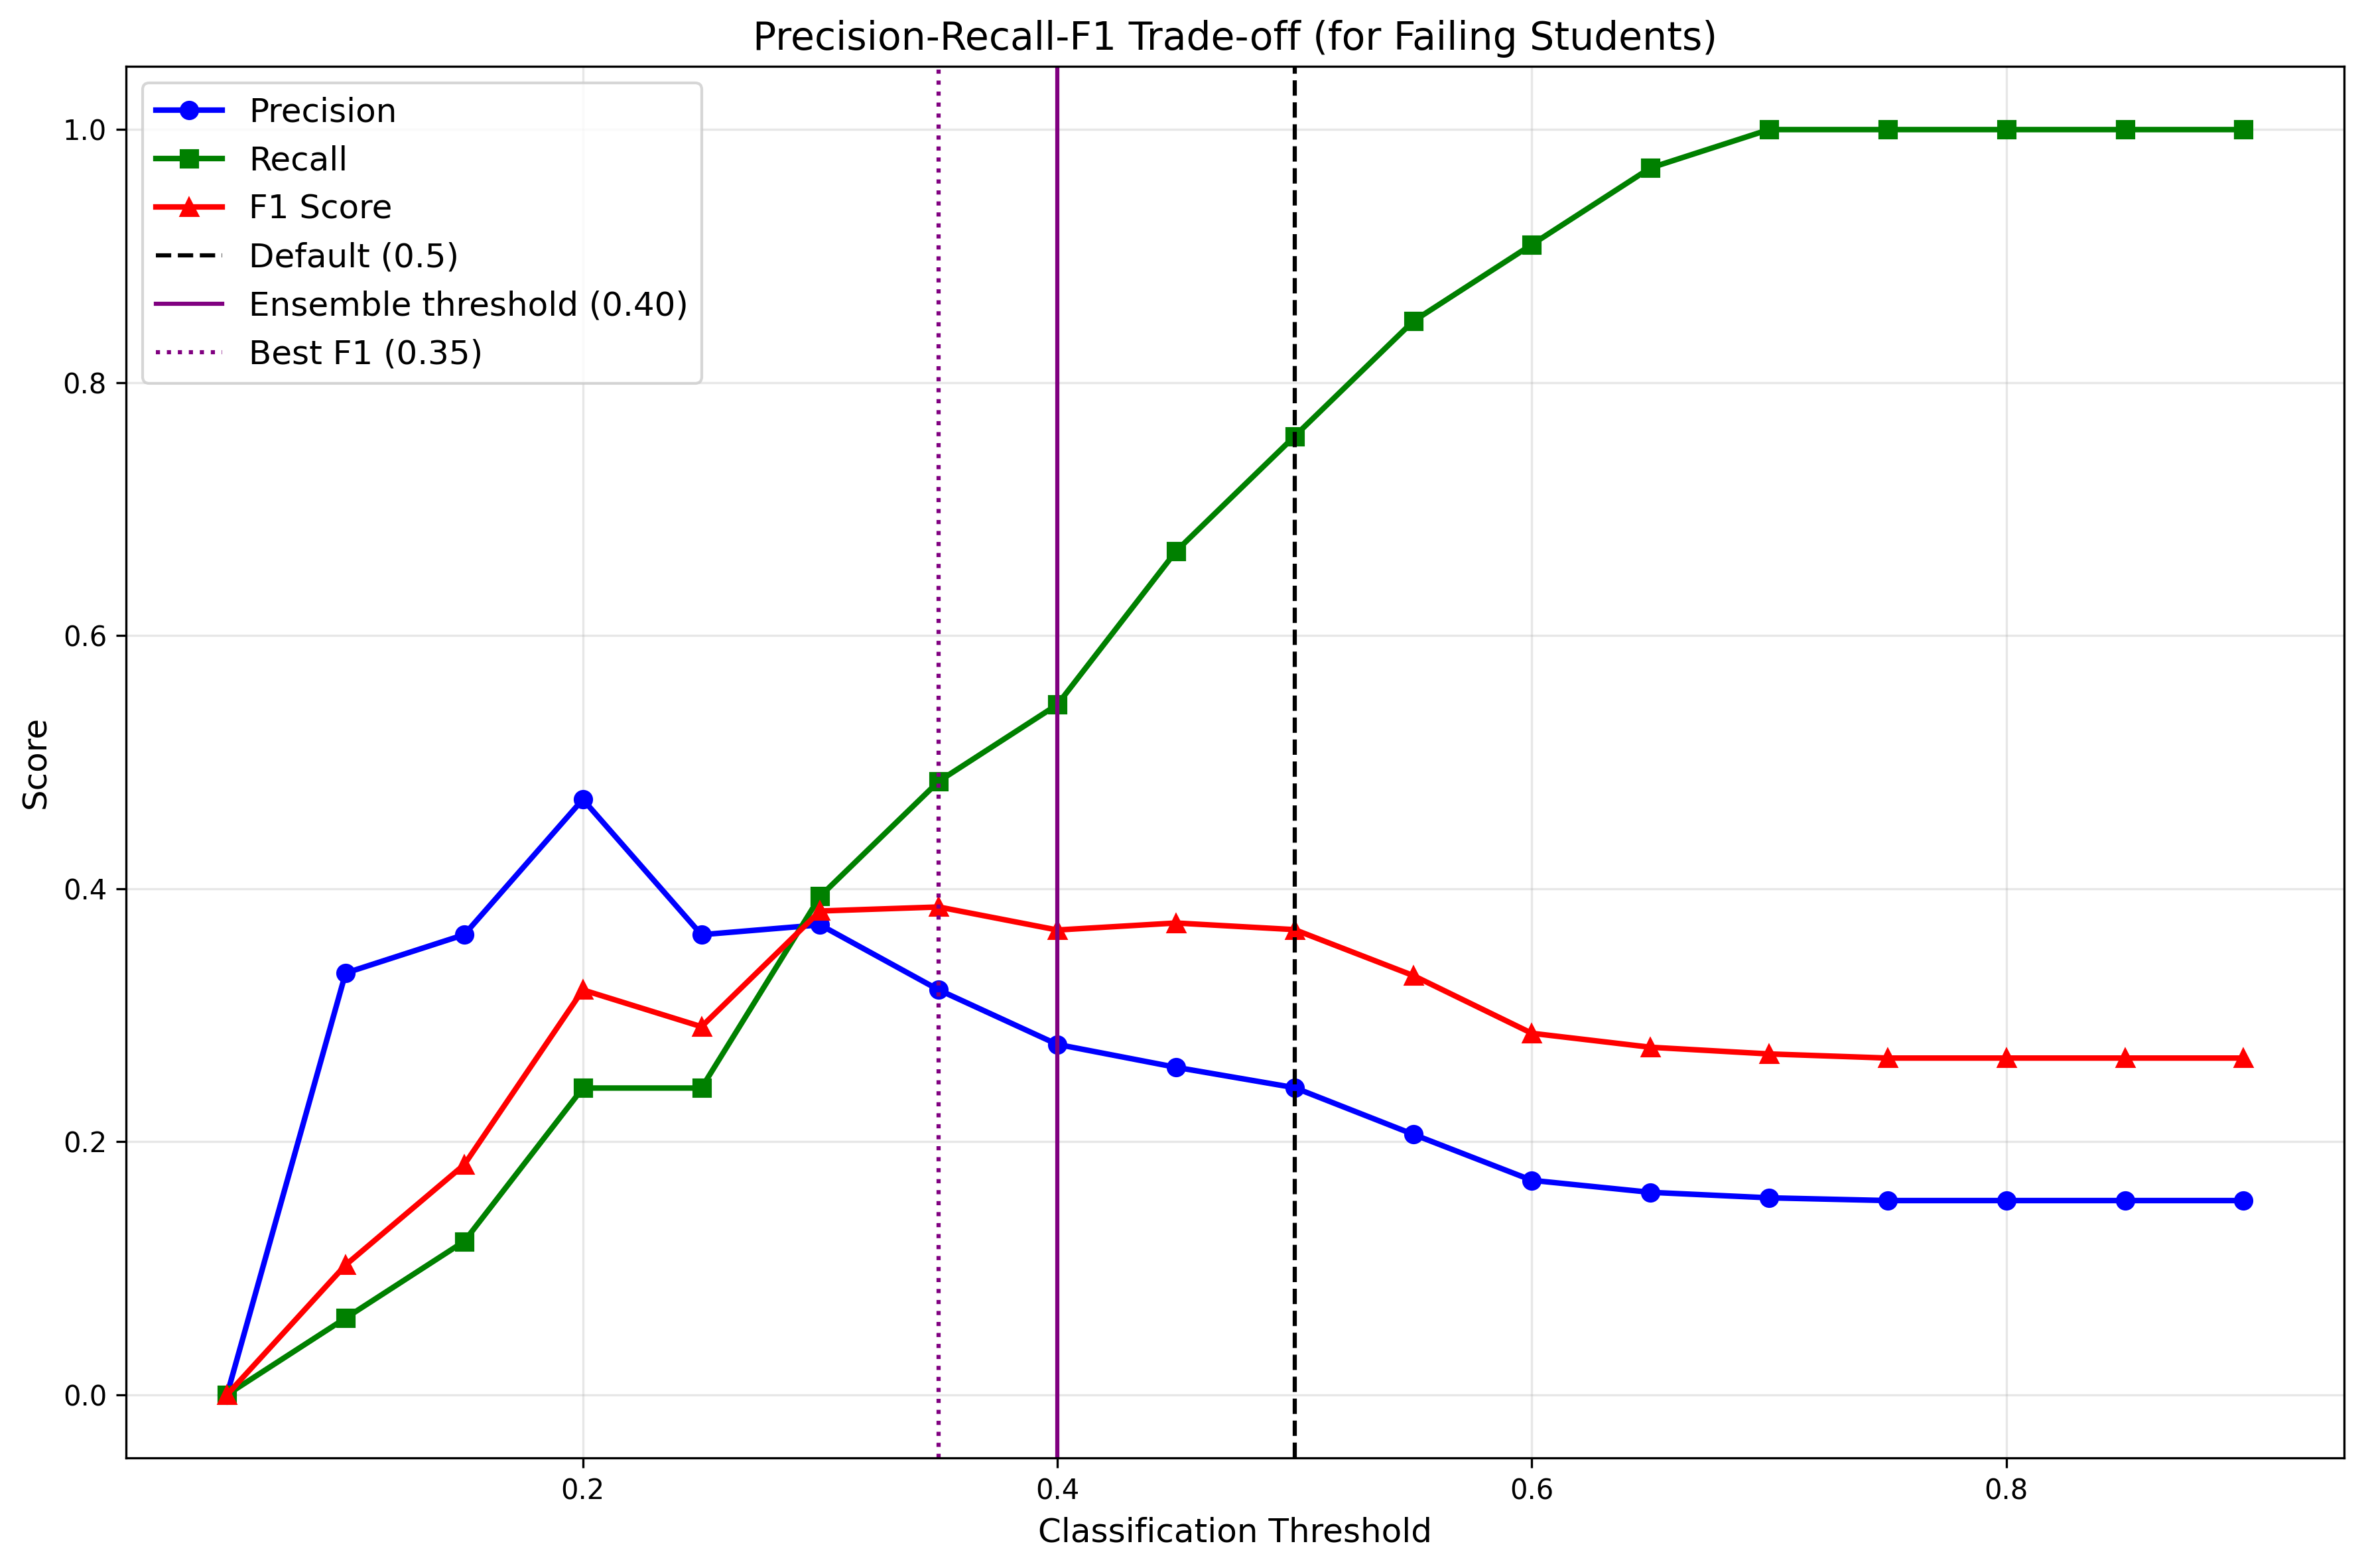 Precision-Recall-F1 Trade-off (for Failing Students)
Precision
Recall
F1 Score
Default (0.5)
Ensemble threshold (0.40)
Best F1 (0.35)
1.0
0.8
0.6
0.4
0.2
0.0
Score
0.2
0.4
0.6
0.8
Classification Threshold